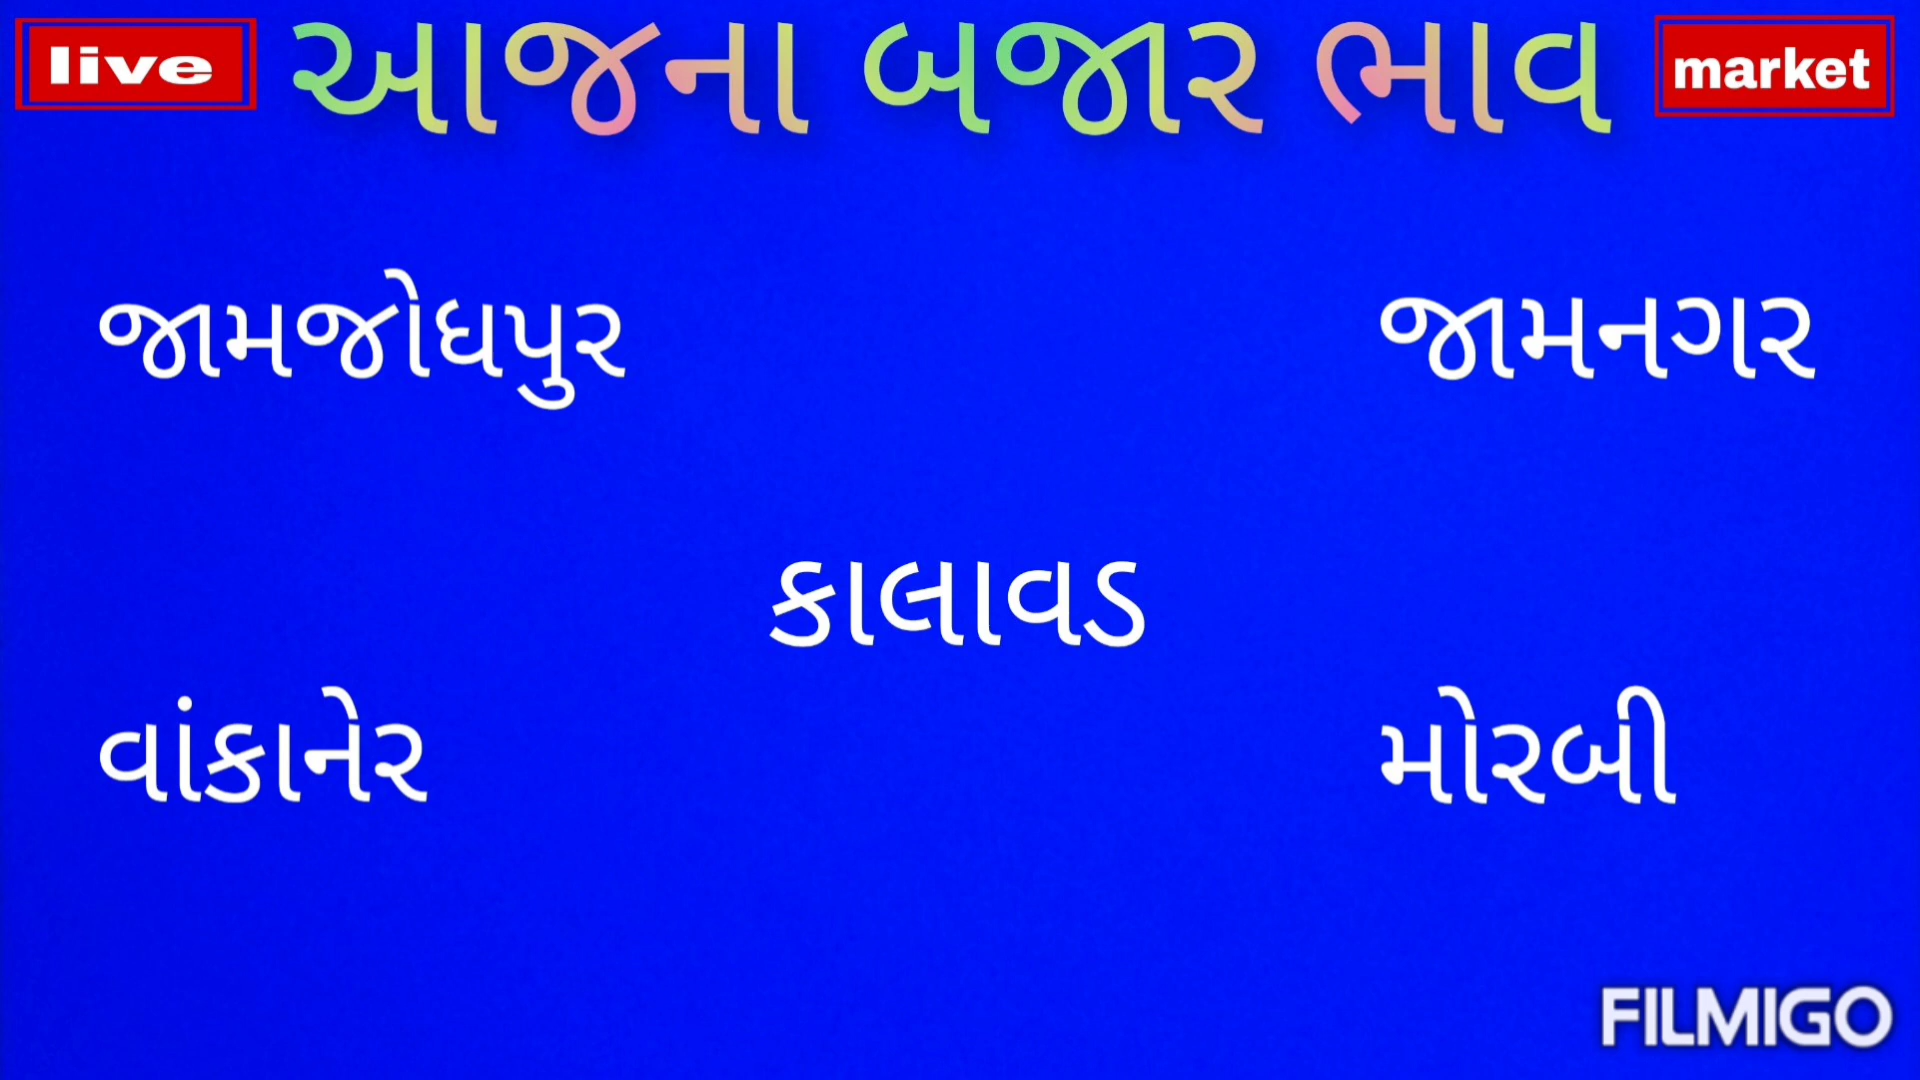 live આજના બજાર ભાવ market
જામજોધપુર જામનગર
કાલાવડ
વાંકાનેર મોરબી
FILMIGO